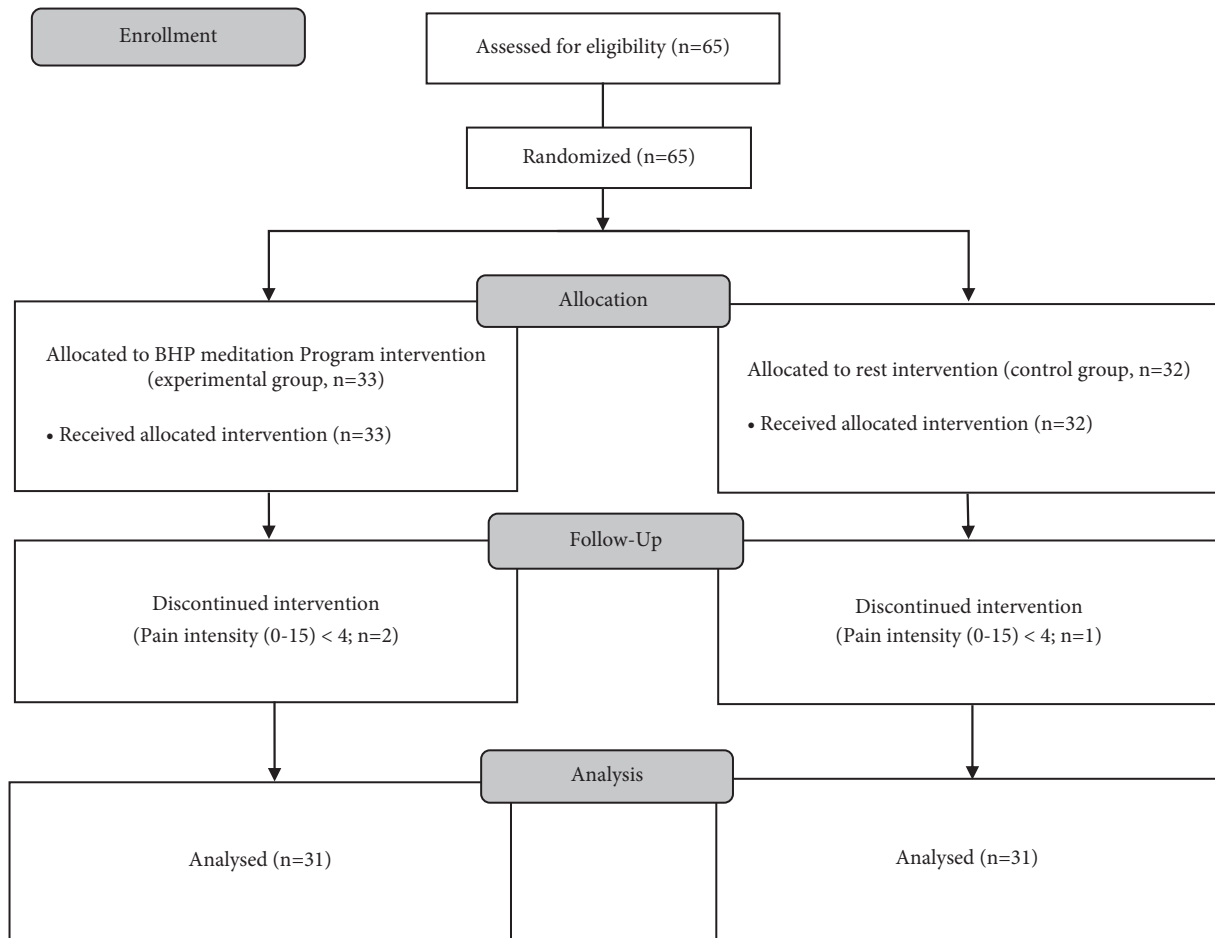 Enrollment
Assessed for eligibility (n=65)
Randomized (n=65)
Allocation
Allocated to BHP meditation Program intervention
(experimental group, n=33)
• Received allocated intervention (n=33)
Allocated to rest intervention (control group, n=32)
• Received allocated intervention (n=32)
Follow-Up
Discontinued intervention
(Pain intensity (0-15) < 4; n=2)
Discontinued intervention
(Pain intensity (0-15) < 4; n=1)
Analysis
Analysed (n=31)
Analysed (n=31)